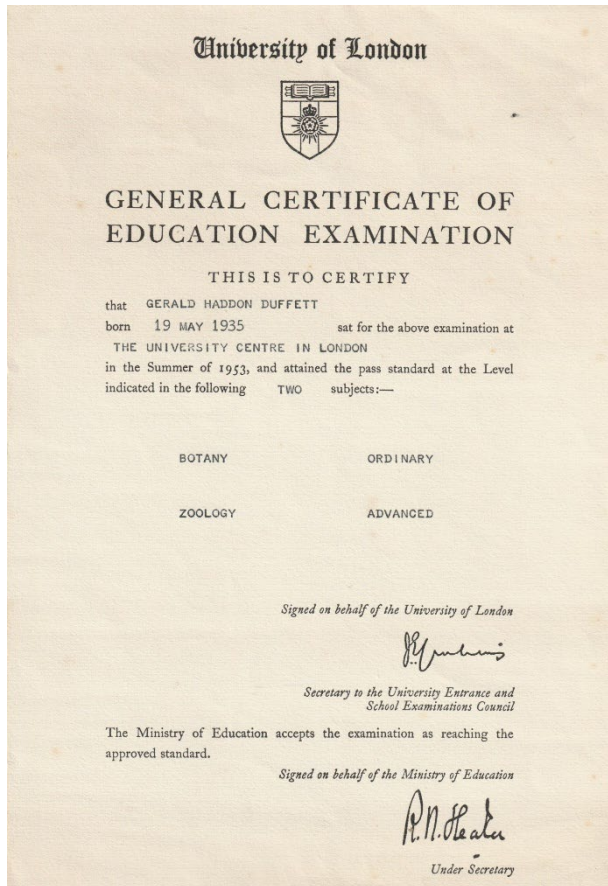 University of London
GENERAL CERTIFICATE OF
EDUCATION EXAMINATION
THIS IS TO CERTIFY
that GERALD HADDON DUFFETT
born 19 MAY 1935 sat for the above examination at
THE UNIVERSITY CENTRE IN LONDON
in the Summer of 1953, and attained the pass standard at the Level
indicated in the following TWO subjects:—
BOTANY ORDINARY
ZOOLOGY ADVANCED
Signed on behalf of the University of London
Secretary to the University Entrance and
School Examinations Council
The Ministry of Education accepts the examination as reaching the
approved standard.
Signed on behalf of the Ministry of Education
Under Secretary